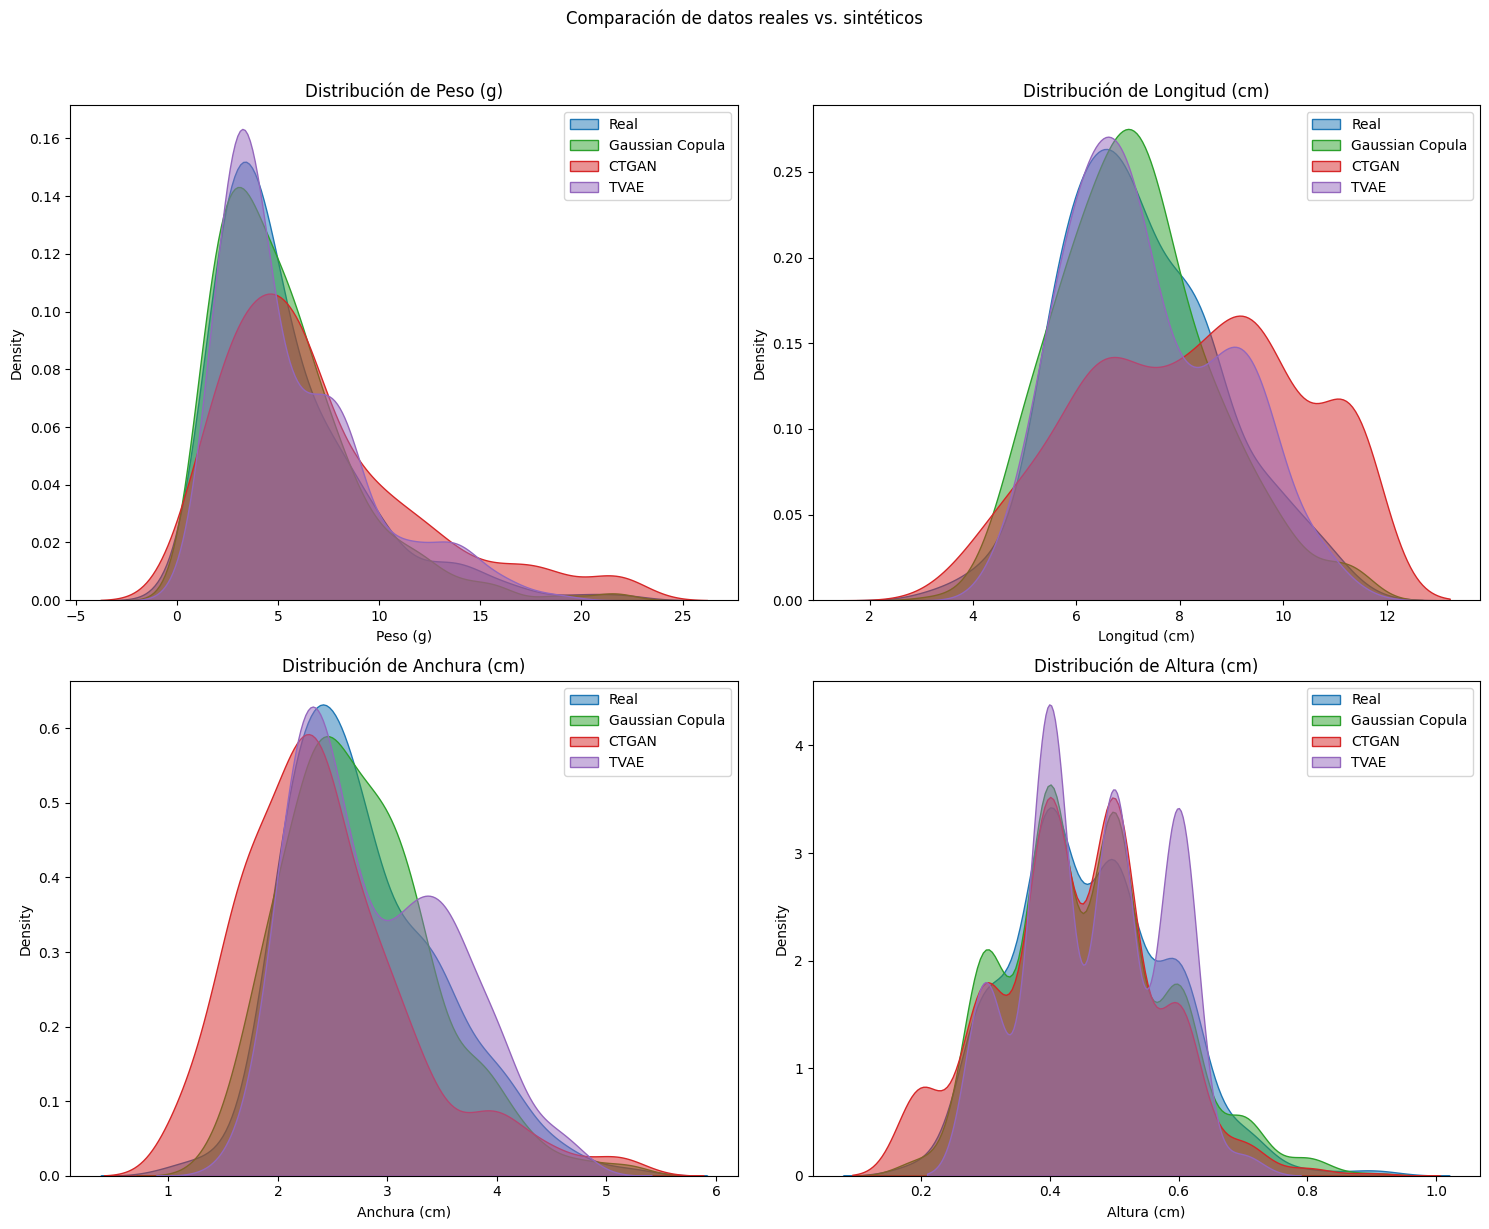 Comparación de datos reales vs. sintéticos
Distribución de Peso (g)
Real
Gaussian Copula
CTGAN
TVAE
Density
0.16
0.14
0.12
0.10
0.08
0.06
0.04
0.02
0.00
−5
0
5
10
15
20
25
Peso (g)
Distribución de Longitud (cm)
Real
Gaussian Copula
CTGAN
TVAE
Density
0.25
0.20
0.15
0.10
0.05
0.00
2
4
6
8
10
12
Longitud (cm)
Distribución de Anchura (cm)
Real
Gaussian Copula
CTGAN
TVAE
Density
0.6
0.5
0.4
0.3
0.2
0.1
0.0
1
2
3
4
5
6
Anchura (cm)
Distribución de Altura (cm)
Real
Gaussian Copula
CTGAN
TVAE
Density
4
3
2
1
0
0.2
0.4
0.6
0.8
1.0
Altura (cm)